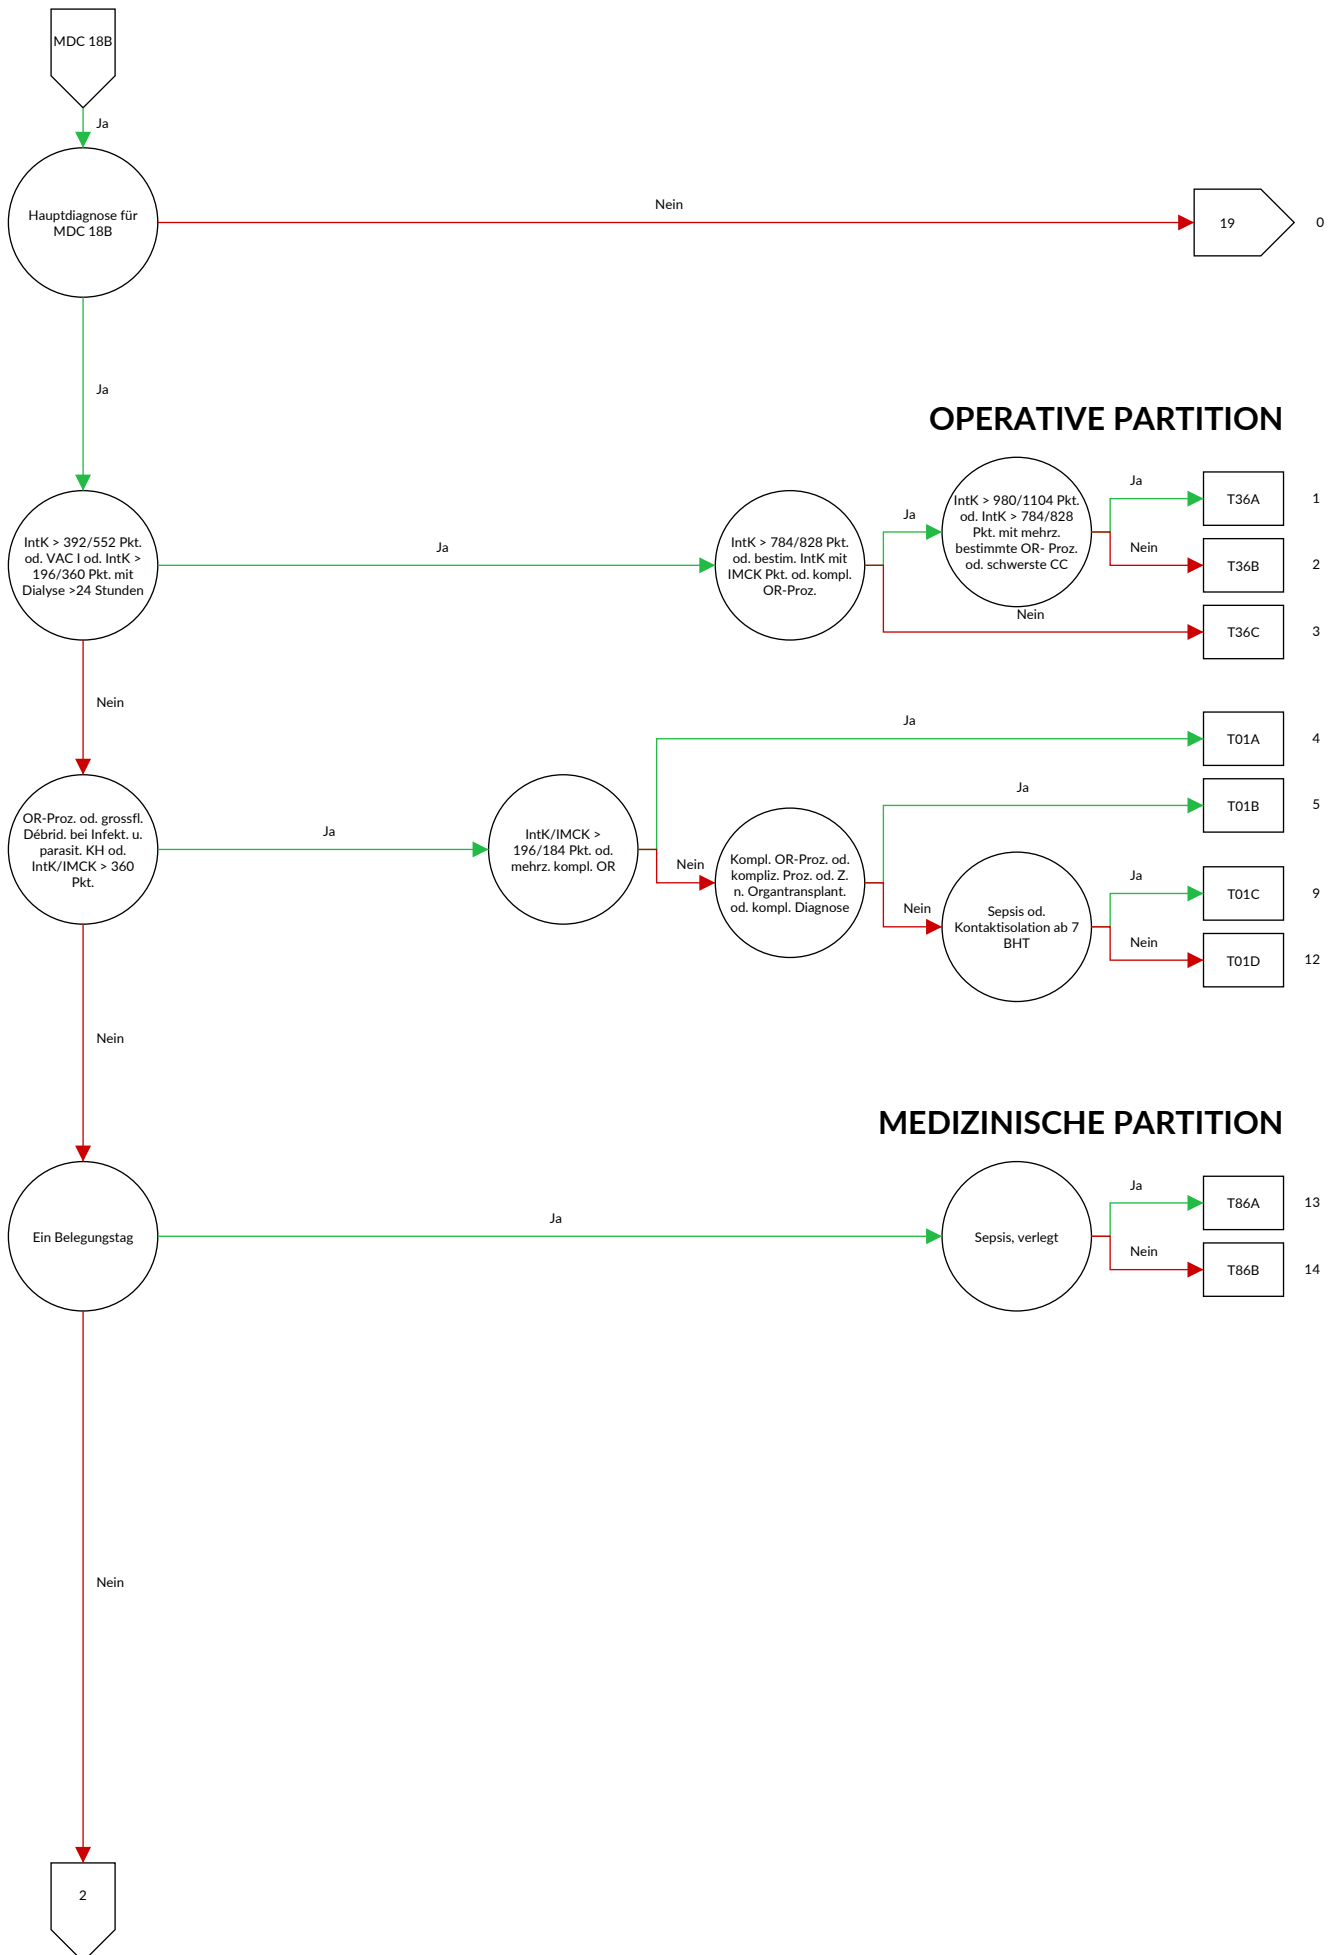 MDC 18B
Ja
Hauptdiagnose für
MDC 18B
Nein
19
0
Ja
OPERATIVE PARTITION
IntK > 392/552 Pkt.
od. VAC I od. IntK >
196/360 Pkt. mit
Dialyse >24 Stunden
Ja
IntK > 784/828 Pkt.
od. bestim. IntK mit
IMCK Pkt. od. kompl.
OR-Proz.
Ja
IntK > 980/1104 Pkt.
od. IntK > 784/828
Pkt. mit mehrz.
bestimmte OR- Proz.
od. schwerste CC
Ja
T36A
1
Nein
T36B
2
Nein
T36C
3
Nein
OR-Proz. od. grossfl.
Débrid. bei Infekt. u.
parasit. KH od.
IntK/IMCK > 360
Pkt.
Ja
IntK/IMCK >
196/184 Pkt. od.
mehrz. kompl. OR
Ja
T01A
4
Nein
Kompl. OR-Proz. od.
kompliz. Proz. od. Z.
n. Organtransplant.
od. kompl. Diagnose
Ja
T01B
5
Nein
Sepsis od.
Kontaktisolation ab 7
BHT
Ja
T01C
9
Nein
T01D
12
Nein
MEDIZINISCHE PARTITION
Ein Belegungstag
Ja
Sepsis, verlegt
Ja
T86A
13
Nein
T86B
14
Nein
2